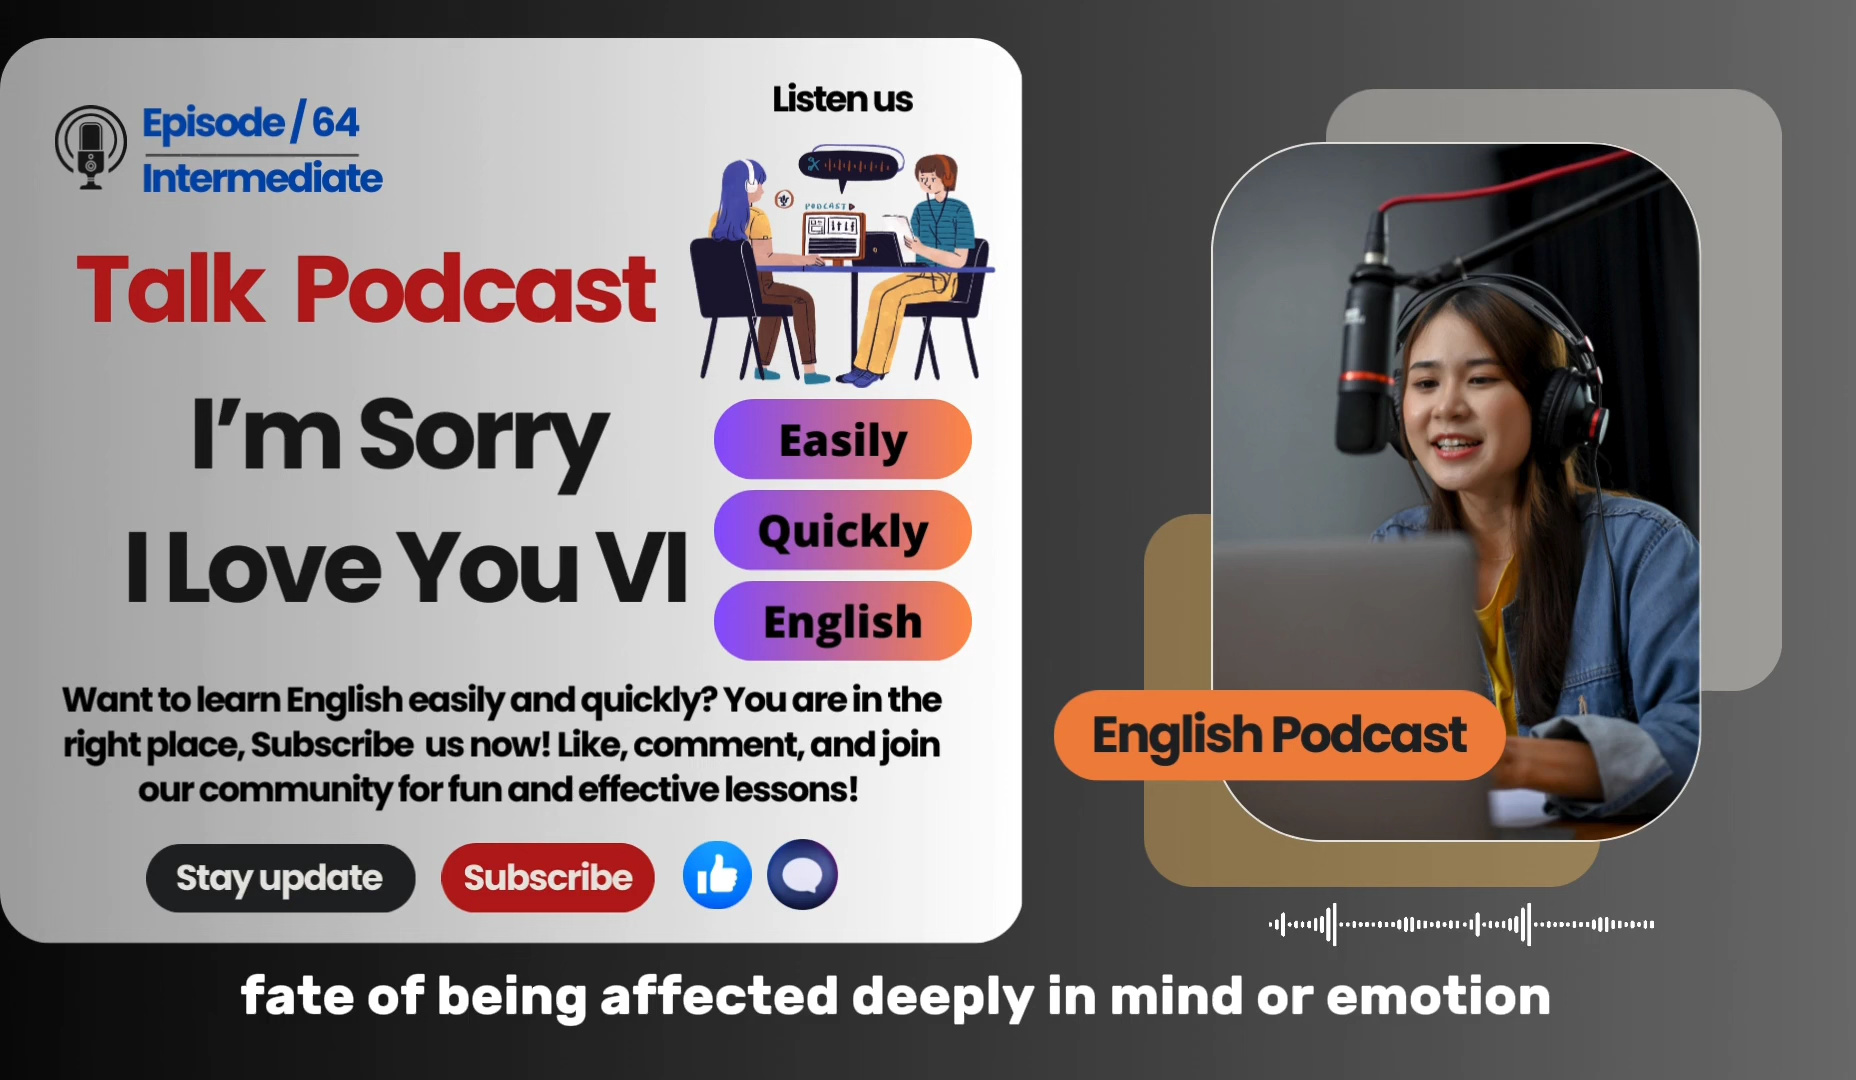 Episode / 64
Intermediate
Listen us
PODCAST
Talk Podcast
I'm Sorry
I Love You VI
Easily
Quickly
English
Want to learn English easily and quickly? You are in the
right place, Subscribe us now! Like, comment, and join
our community for fun and effective lessons!
Stay update
Subscribe
English Podcast
fate of being affected deeply in mind or emotion